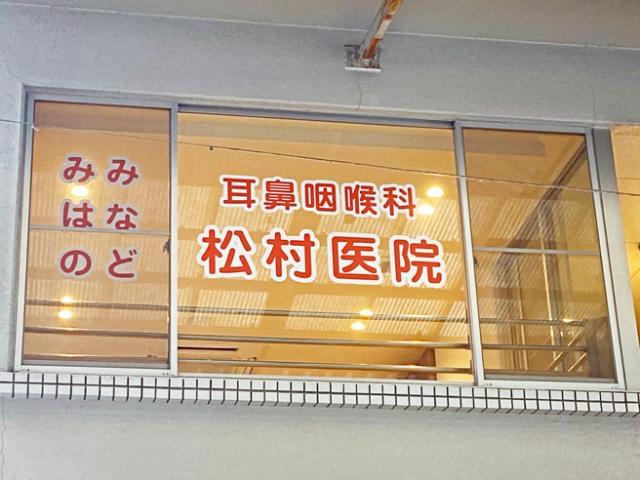 みみ
はな
のど
耳鼻咽喉科
松村医院